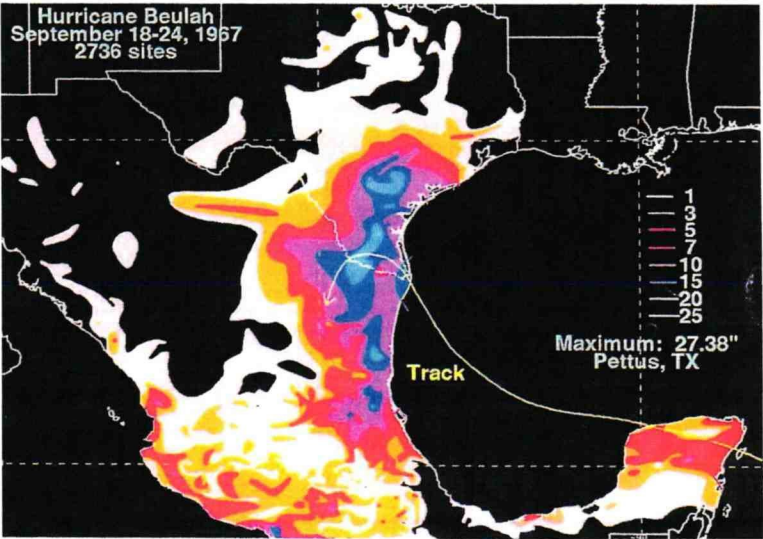 Hurricane Beulah
September 18-24, 1967
2736 sites
1
3
5
7
10
15
20
25
Maximum: 27.38"
Pettus, TX
Track